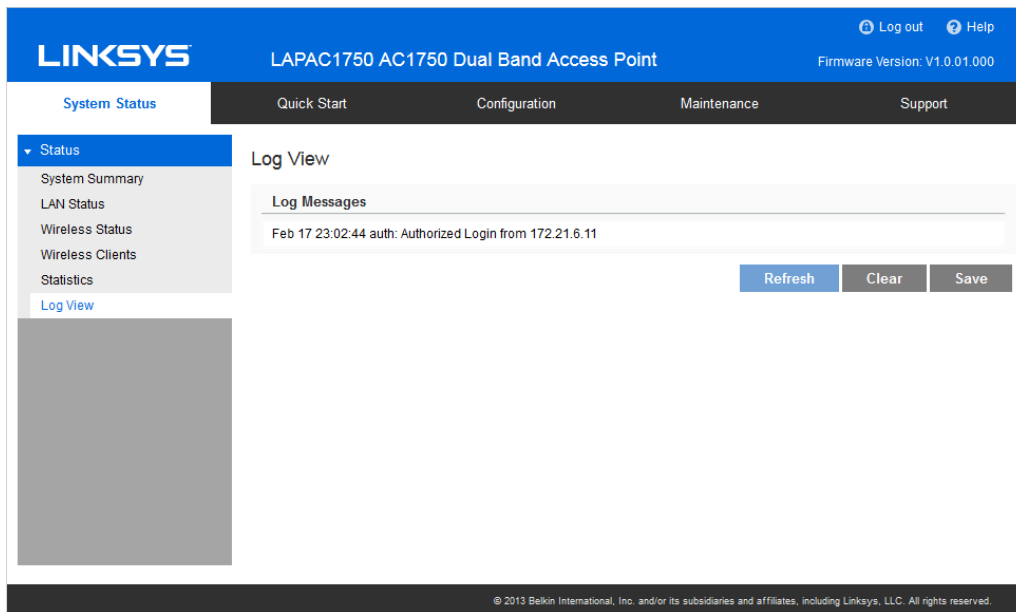 Log out Help
LINKSYS LAPAC1750 AC1750 Dual Band Access Point Firmware Version: V1.0.01.000
System Status Quick Start Configuration Maintenance Support
Status
System Summary
LAN Status
Wireless Status
Wireless Clients
Statistics
Log View
Log View
Log Messages
Feb 17 23:02:44 auth: Authorized Login from 172.21.6.11
Refresh Clear Save
© 2013 Belkin International, Inc. and/or its subsidiaries and affiliates, including Linksys, LLC. All rights reserved.